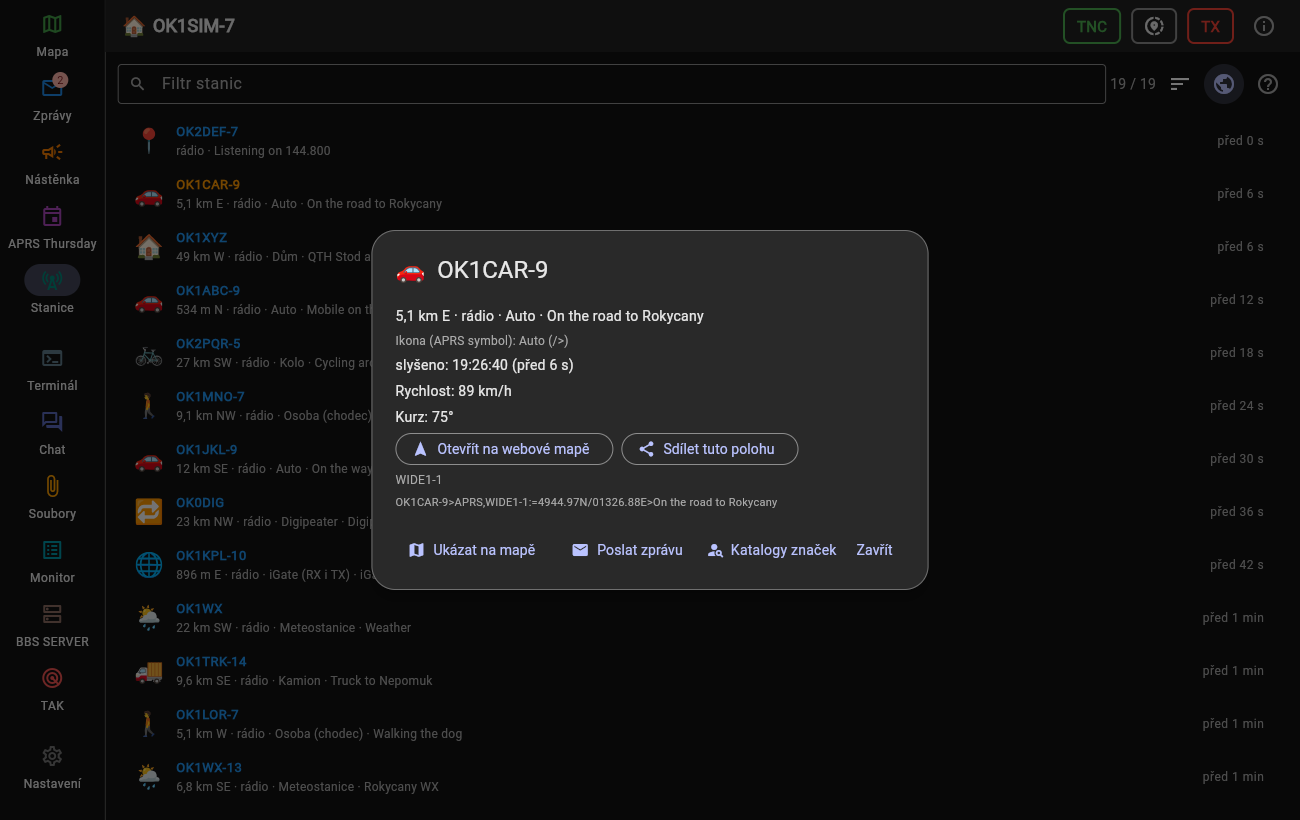 Mapa
2
Zprávy
Nástěnka
APRS Thursday
Stanice
Terminál
Chat
Soubory
Monitor
BBS SERVER
TAK
Nastavení
OK1SIM-7
TNC
TX
Filtr stanic
19 / 19
OK2DEF-7
rádio · Listening on 144.800
před 0 s
OK1CAR-9
5,1 km E · rádio · Auto · On the road to Rokycany
před 6 s
OK1XYZ
49 km W · rádio · Dům · QTH Stod a
před 6 s
OK1ABC-9
534 m N · rádio · Auto · Mobile on
před 12 s
OK2PQR-5
27 km SW · rádio · Kolo · Cycling
před 18 s
OK1MNO-7
9,1 km NW · rádio · Osoba (chodec)
před 24 s
OK1JKL-9
12 km SE · rádio · Auto · On the way
před 30 s
OK0DIG
23 km NW · rádio · Digipeater · Digi
před 36 s
OK1KPL-10
896 m E · rádio · iGate (RX i TX) · iG
před 42 s
OK1WX
22 km SW · rádio · Meteostanice · Weather
před 1 min
OK1TRK-14
9,6 km SE · rádio · Kamion · Truck to Nepomuk
před 1 min
OK1LOR-7
5,1 km W · rádio · Osoba (chodec) · Walking the dog
před 1 min
OK1WX-13
6,8 km SE · rádio · Meteostanice · Rokycany WX
před 1 min
OK1CAR-9
5,1 km E · rádio · Auto · On the road to Rokycany
Ikona (APRS symbol): Auto (/>)
slyšeno: 19:26:40 (před 6 s)
Rychlost: 89 km/h
Kurz: 75°
Otevřít na webové mapě
Sdílet tuto polohu
WIDE1-1
OK1CAR-9>APRS,WIDE1-1:=4944.97N/01326.88E>On the road to Rokycany
Ukázat na mapě
Poslat zprávu
Katalogy značek
Zavřít